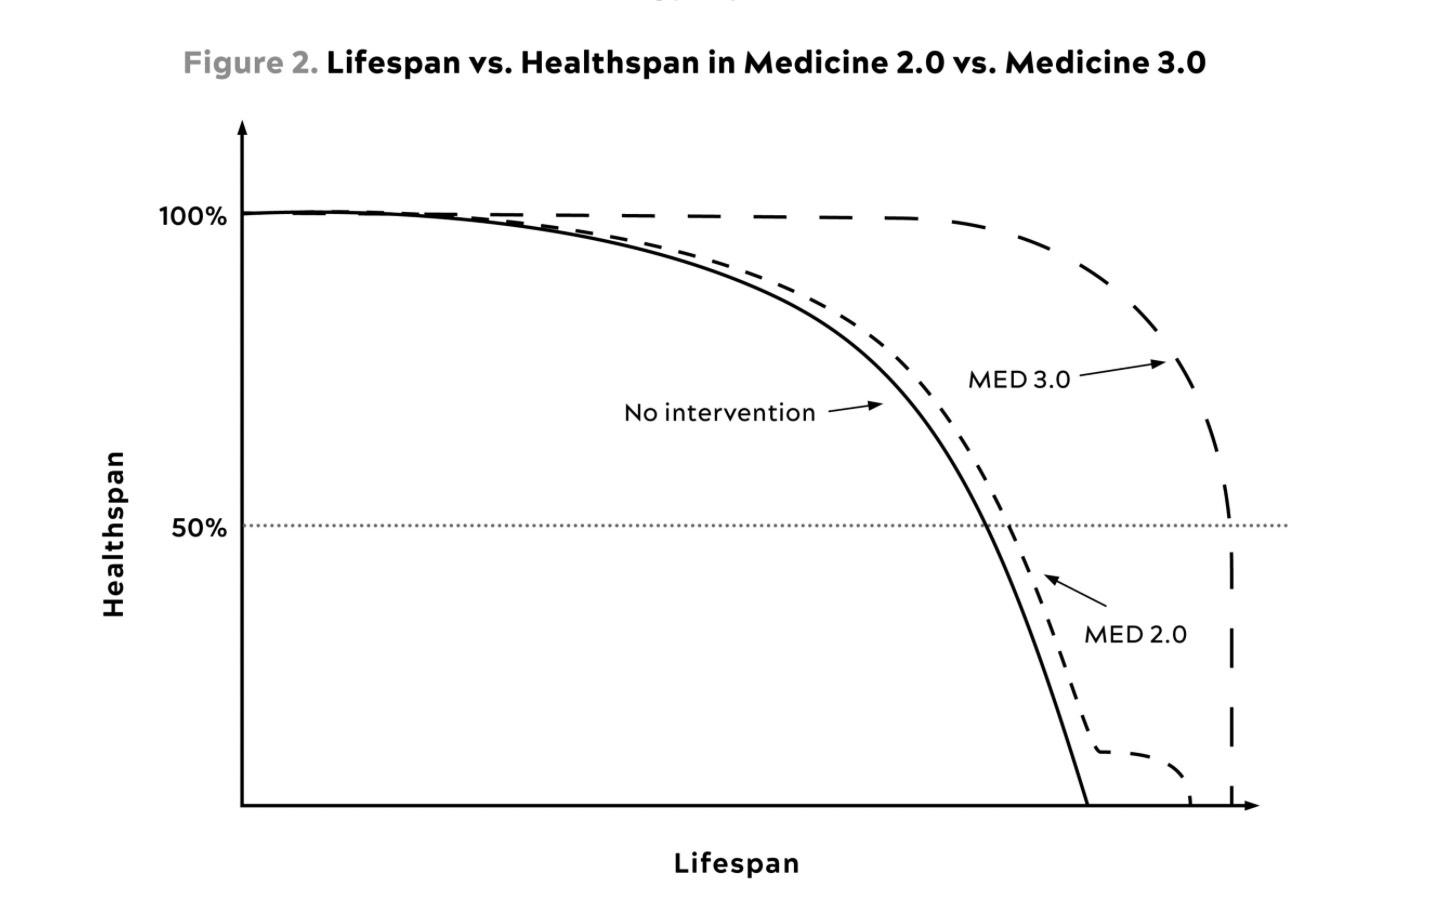 Figure 2. Lifespan vs. Healthspan in Medicine 2.0 vs. Medicine 3.0
100%
MED 3.0
No intervention
Healthspan
50%
MED 2.0
Lifespan